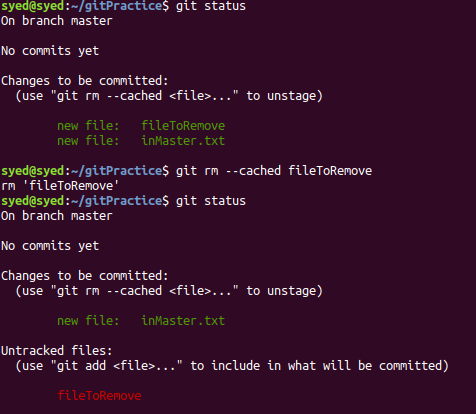 syed@syed:~/gitPractice$ git status
On branch master
No commits yet
Changes to be committed:
(use "git rm --cached <file>..." to unstage)
new file:   fileToRemove
new file:   inMaster.txt
syed@syed:~/gitPractice$ git rm --cached fileToRemove
rm 'fileToRemove'
syed@syed:~/gitPractice$ git status
On branch master
No commits yet
Changes to be committed:
(use "git rm --cached <file>..." to unstage)
new file:   inMaster.txt
Untracked files:
(use "git add <file>..." to include in what will be committed)
fileToRemove